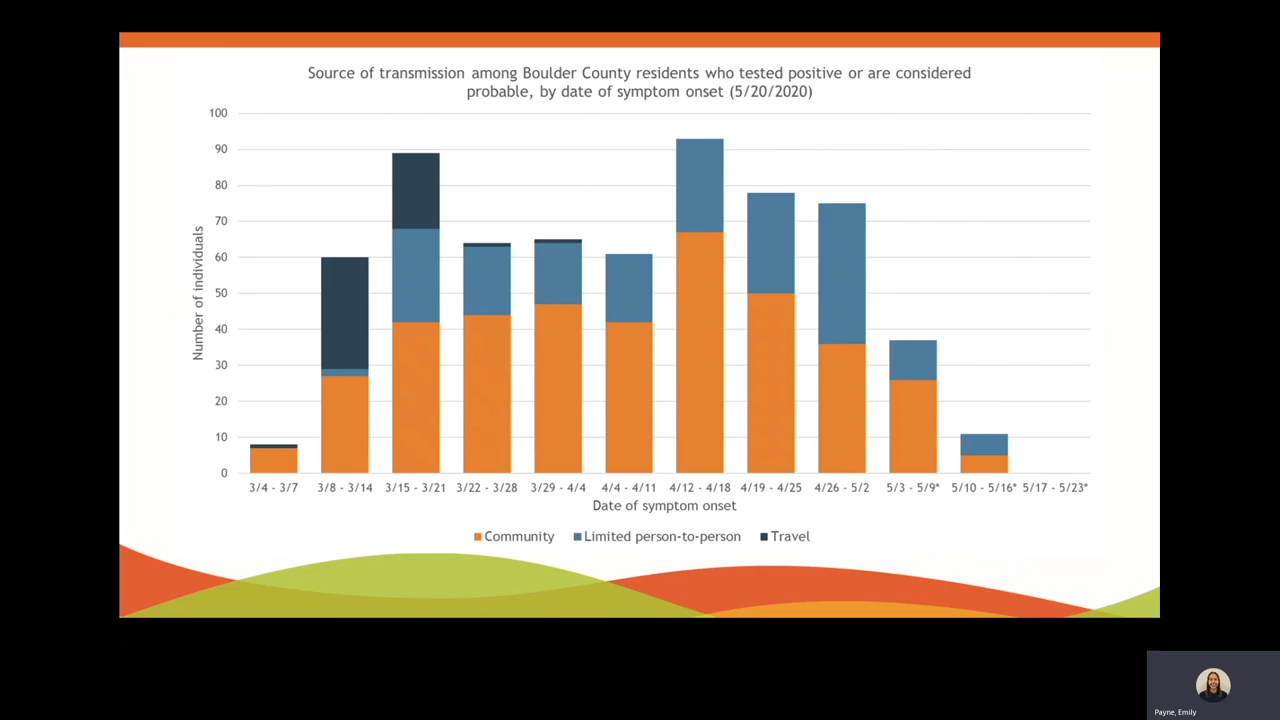 Source of transmission among Boulder County residents who tested positive or are considered
probable, by date of symptom onset (5/20/2020)
100
90
80
70
60
50
40
30
20
10
0
Number of individuals
3/4 - 3/7 3/8 - 3/14 3/15 - 3/21 3/22 - 3/28 3/29 - 4/4 4/4 - 4/11 4/12 - 4/18 4/19 - 4/25 4/26 - 5/2 5/3 - 5/9* 5/10 - 5/16* 5/17 - 5/23*
Date of symptom onset
Community Limited person-to-person Travel
Payne, Emily